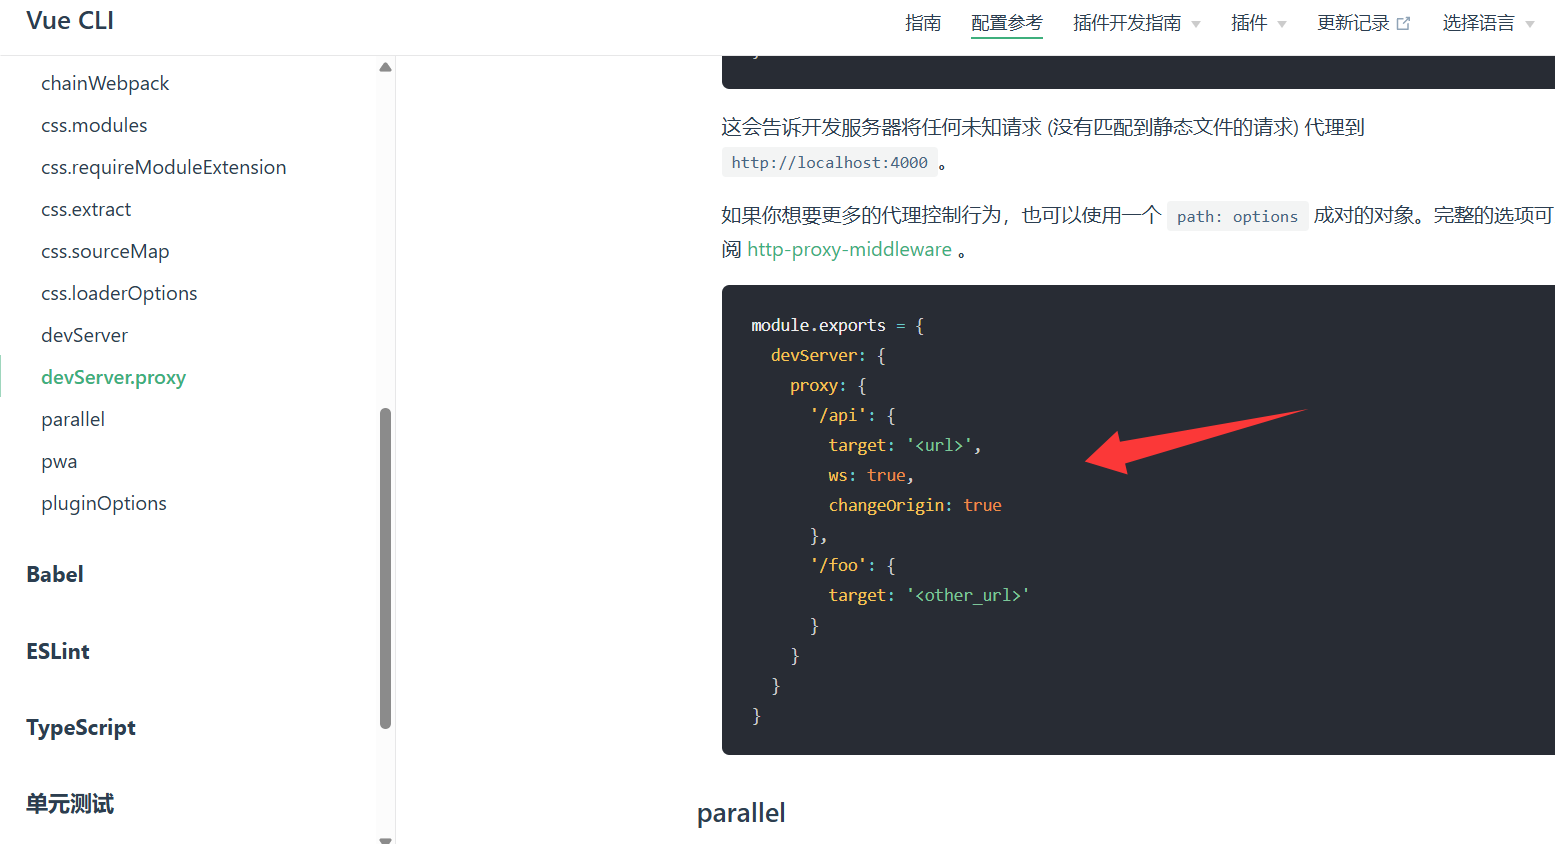 Vue CLI
指南 配置参考 插件开发指南 插件 更新记录 选择语言
chainWebpack
css.modules
css.requireModuleExtension
css.extract
css.sourceMap
css.loaderOptions
devServer
devServer.proxy
parallel
pwa
pluginOptions
Babel
ESLint
TypeScript
单元测试
这会告诉开发服务器将任何未知请求 (没有匹配到静态文件的请求) 代理到
http://localhost:4000 。
如果你想要更多的代理控制行为，也可以使用一个 path: options 成对的对象。完整的选项可
阅 http-proxy-middleware 。
module.exports = {
  devServer: {
    proxy: {
      '/api': {
        target: '<url>',
        ws: true,
        changeOrigin: true
      },
      '/foo': {
        target: '<other_url>'
      }
    }
  }
}
parallel